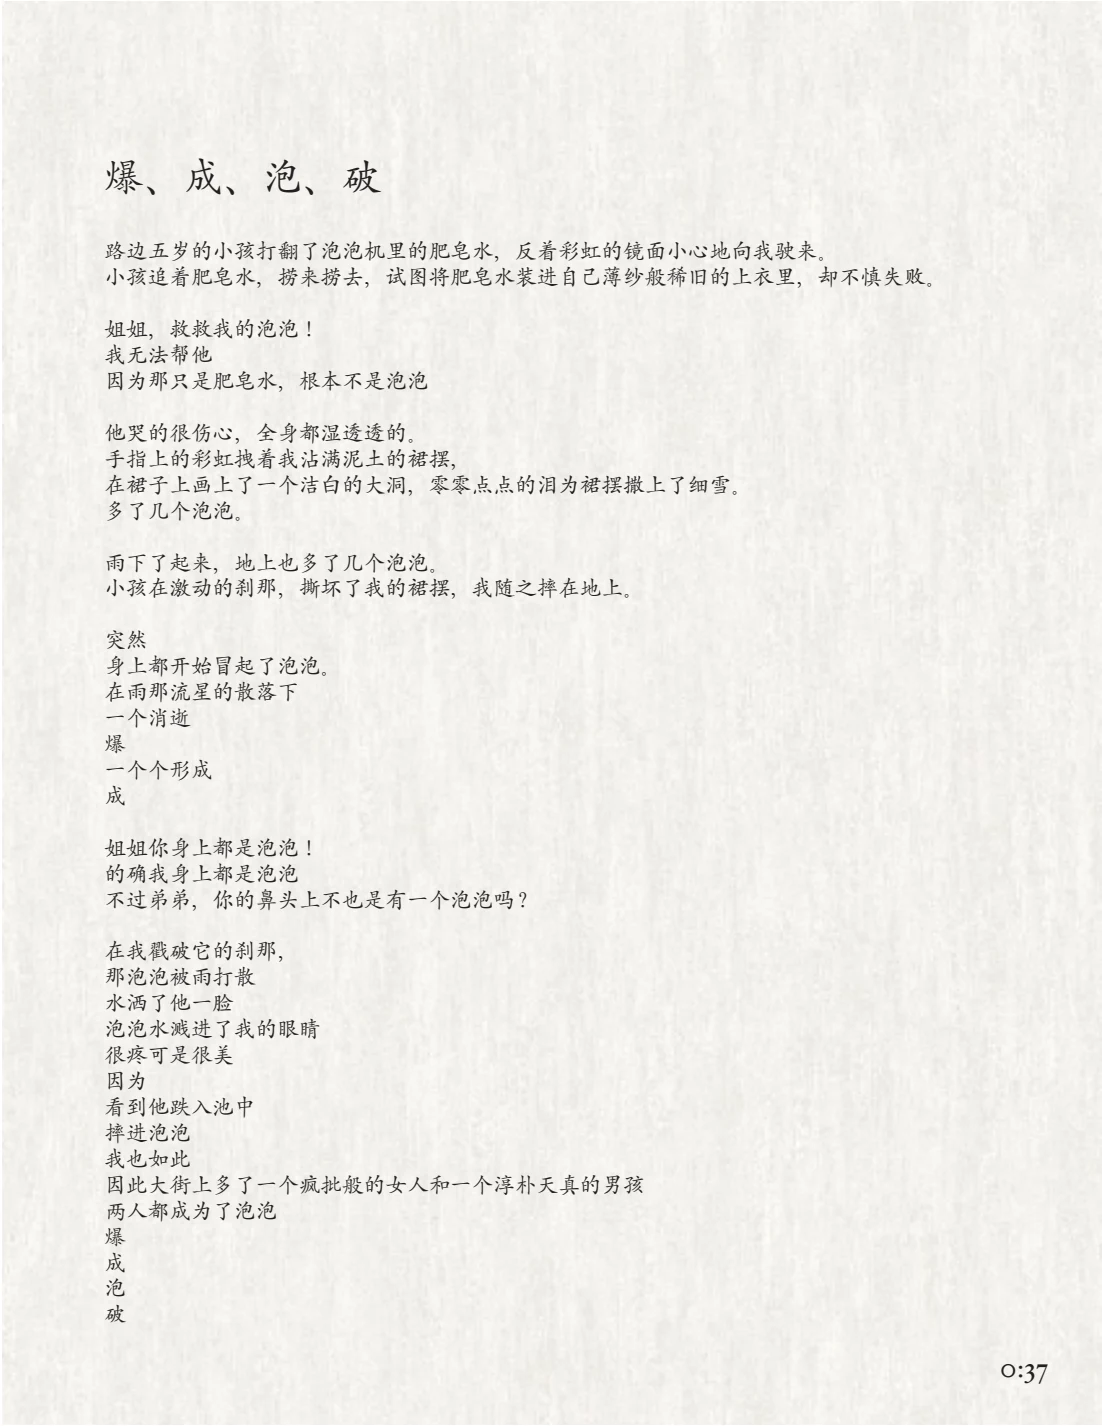 爆、成、泡、破
路边五岁的小孩打翻了泡泡机里的肥皂水，反着彩虹的镜面小心地向我驶来。
小孩追着肥皂水，捞来捞去，试图将肥皂水装进自己薄纱般稀旧的上衣里，却不慎失败。
姐姐，救救我的泡泡！
我无法帮他
因为那只是肥皂水，根本不是泡泡
他哭的很伤心，全身都湿透透的。
手指上的彩虹拽着我沾满泥土的裙摆，
在裙子上画上了一个洁白的大洞，零零点点的泪为裙摆撒上了细雪。
多了几个泡泡。
雨下了起来，地上也多了几个泡泡。
小孩在激动的刹那，撕坏了我的裙摆，我随之摔在地上。
突然
身上都开始冒起了泡泡。
在雨那流星的散落下
一个消逝
爆
一个个形成
成
姐姐你身上都是泡泡！
的确我身上都是泡泡
不过弟弟，你的鼻头上不也是有一个泡泡吗？
在我戳破它的刹那，
那泡泡被雨打散
水洒了他一脸
泡泡水溅进了我的眼睛
很疼可是很美
因为
看到他跌入池中
摔进泡泡
我也如此
因此大街上多了一个疯批般的女人和一个淳朴天真的男孩
两人都成为了泡泡
爆
成
泡
破
0:37